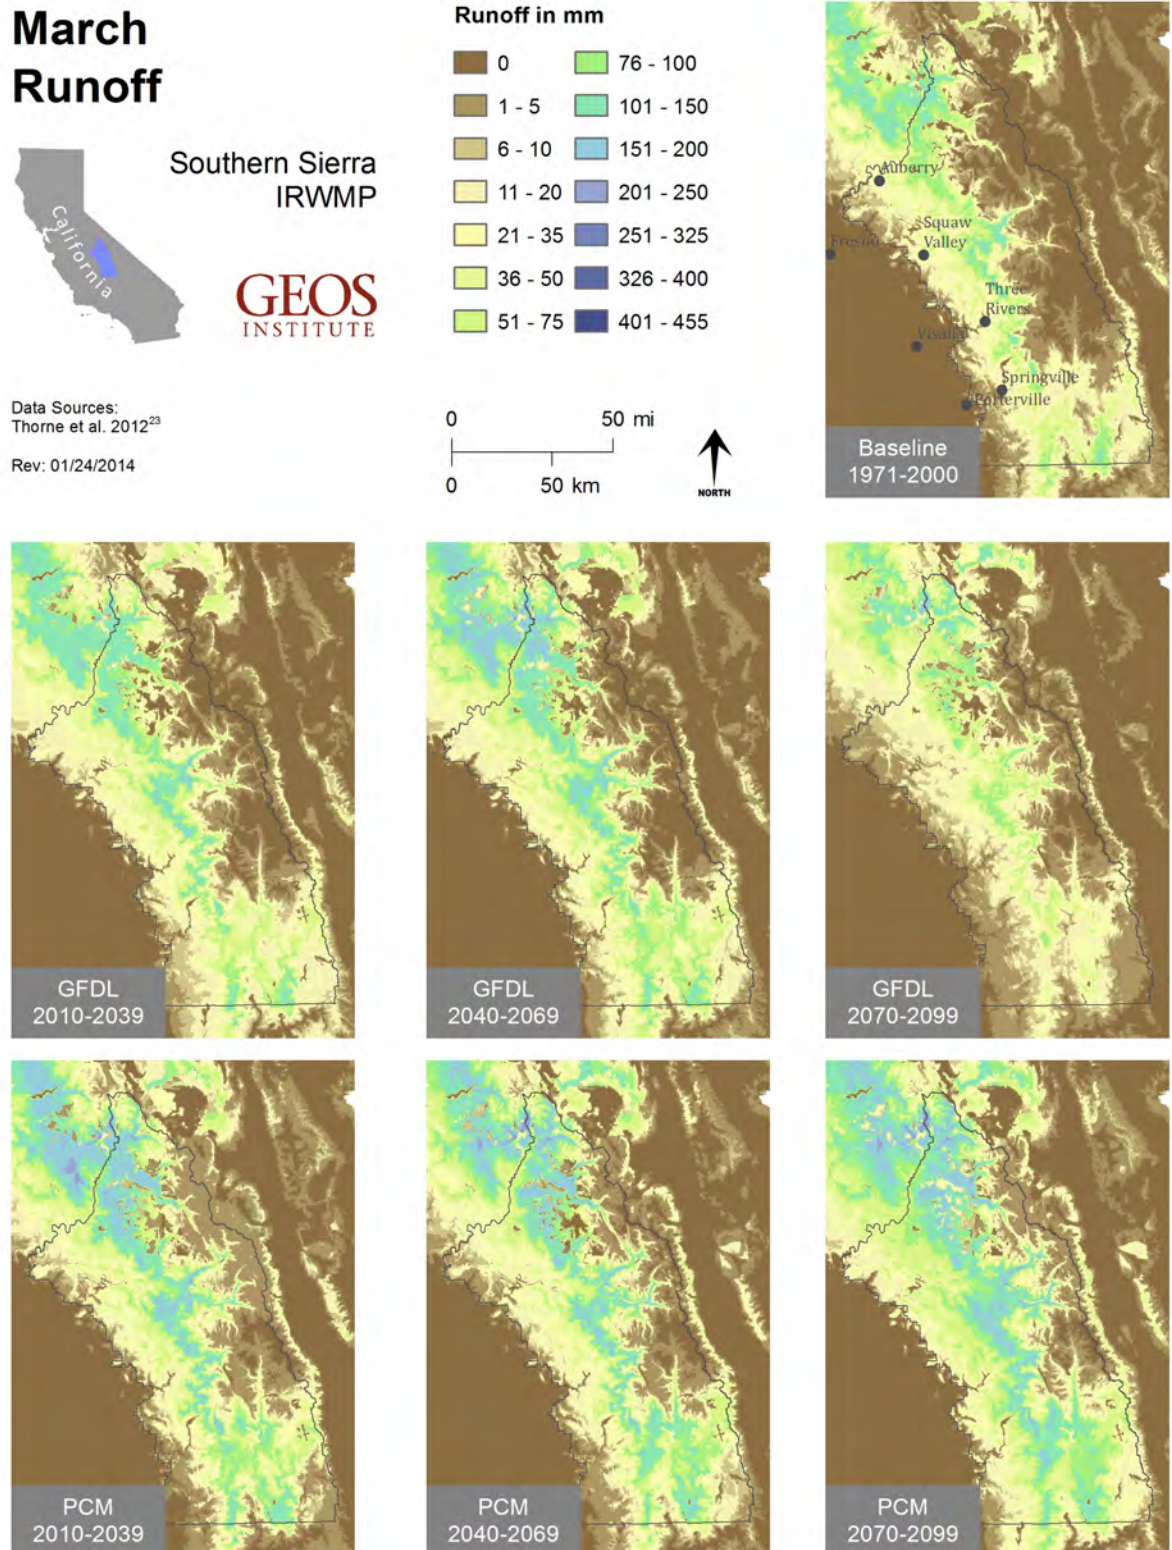 March
Runoff
Southern Sierra
IRWMP
California
GEOS
INSTITUTE
Data Sources:
Thorne et al. 2012²³
Rev: 01/24/2014
Runoff in mm
0
1 - 5
6 - 10
11 - 20
21 - 35
36 - 50
51 - 75
76 - 100
101 - 150
151 - 200
201 - 250
251 - 325
326 - 400
401 - 455
0 50 mi
0 50 km
NORTH
Auberry
Squaw
Valley
Fresno
Three
Rivers
Visalia
Springville
Porterville
Baseline
1971-2000
GFDL
2010-2039
GFDL
2040-2069
GFDL
2070-2099
PCM
2010-2039
PCM
2040-2069
PCM
2070-2099